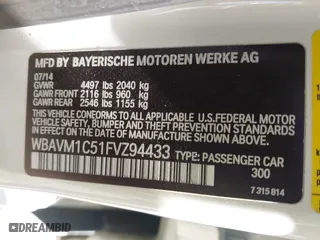 MFD BY BAYERISCHE MOTOREN WERKE AG
07/14
GVWR 4497 lbs 2040 kg
GAWR FRONT 2116 lbs 960 kg
GAWR REAR 2546 lbs 1155 kg
THIS VEHICLE CONFORMS TO ALL APPLICABLE
U.S.FEDERAL MOTOR
VEHICLE SAFETY, BUMPER, AND THEFT PREVENTION
STANDARDS IN EFFECT ON THE DATE OF
MANUFACTURE SHOWN ABOVE.
WBAVM1C51FVZ94433 TYPE: PASSENGER CAR
300
7 315 814
DEALER
OWNED